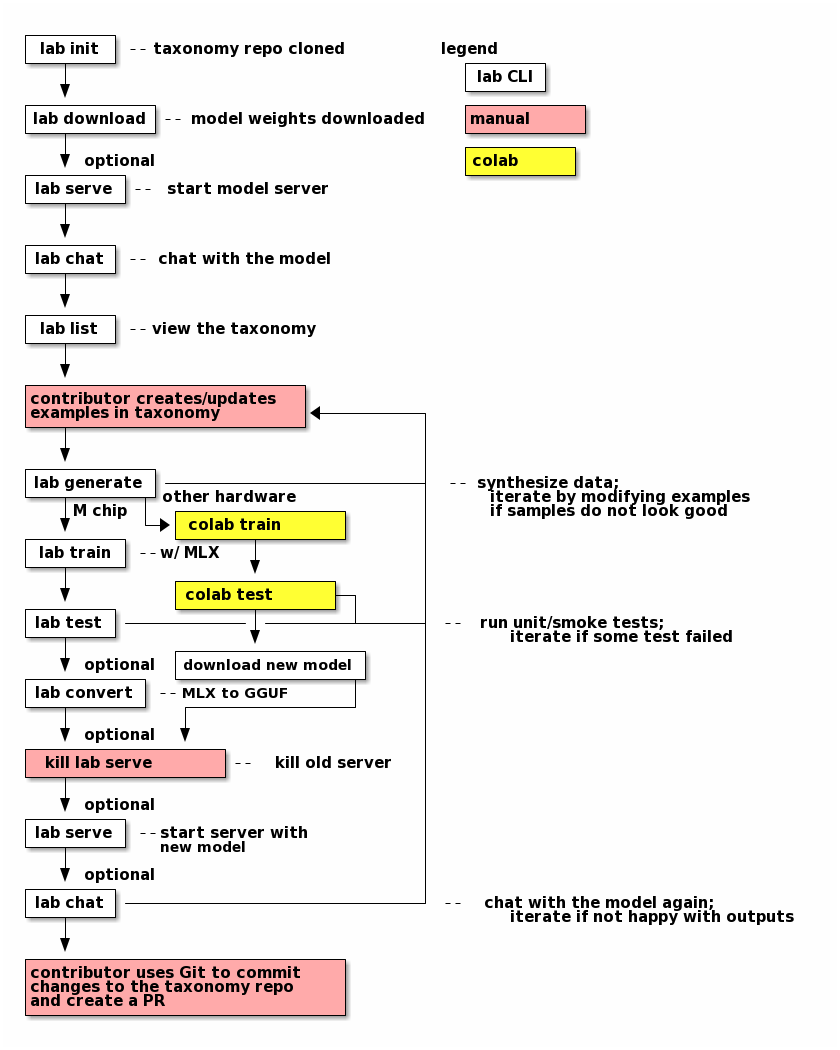 lab init -- taxonomy repo cloned
legend
lab CLI
lab download -- model weights downloaded
manual
optional
colab
lab serve -- start model server
lab chat -- chat with the model
lab list -- view the taxonomy
contributor creates/updates
examples in taxonomy
lab generate -- synthesize data;
iterate by modifying examples
if samples do not look good
other hardware
M chip
colab train
lab train -- w/ MLX
colab test
lab test -- run unit/smoke tests;
iterate if some test failed
optional
download new model
lab convert -- MLX to GGUF
optional
kill lab serve -- kill old server
optional
lab serve -- start server with
new model
optional
lab chat -- chat with the model again;
iterate if not happy with outputs
contributor uses Git to commit
changes to the taxonomy repo
and create a PR